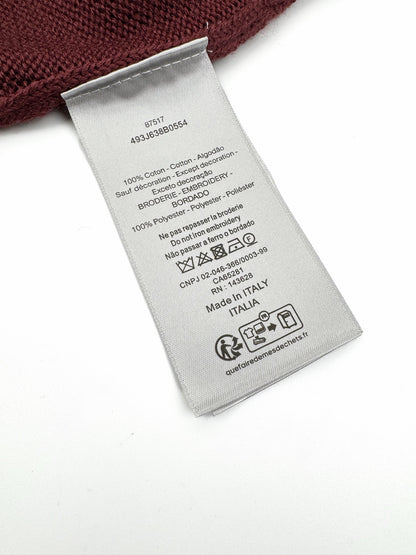 87517
493J638B0554
100% Coton - Cotton - Algodão
Sauf décoration - Except decoration -
Exceto decoração
BRODERIE - EMBROIDERY -
BORDADO
100% Polyester - Polyester - Poliéster
Ne pas repasser la broderie
Do not iron embroidery
Não passar a ferro o bordado
CNPJ 02-046-366/0003-99
CA65281
RN : 143628
Made In ITALY
ITALIA
FR
quefairedemesdechets.fr